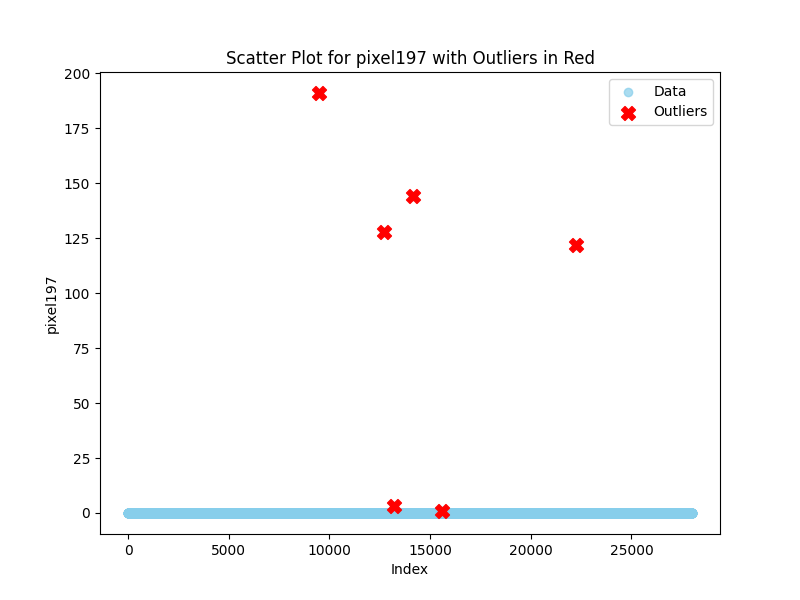 Scatter Plot for pixel197 with Outliers in Red
Data
Outliers
200
175
150
125
100
75
50
25
0
pixel197
0 5000 10000 15000 20000 25000
Index